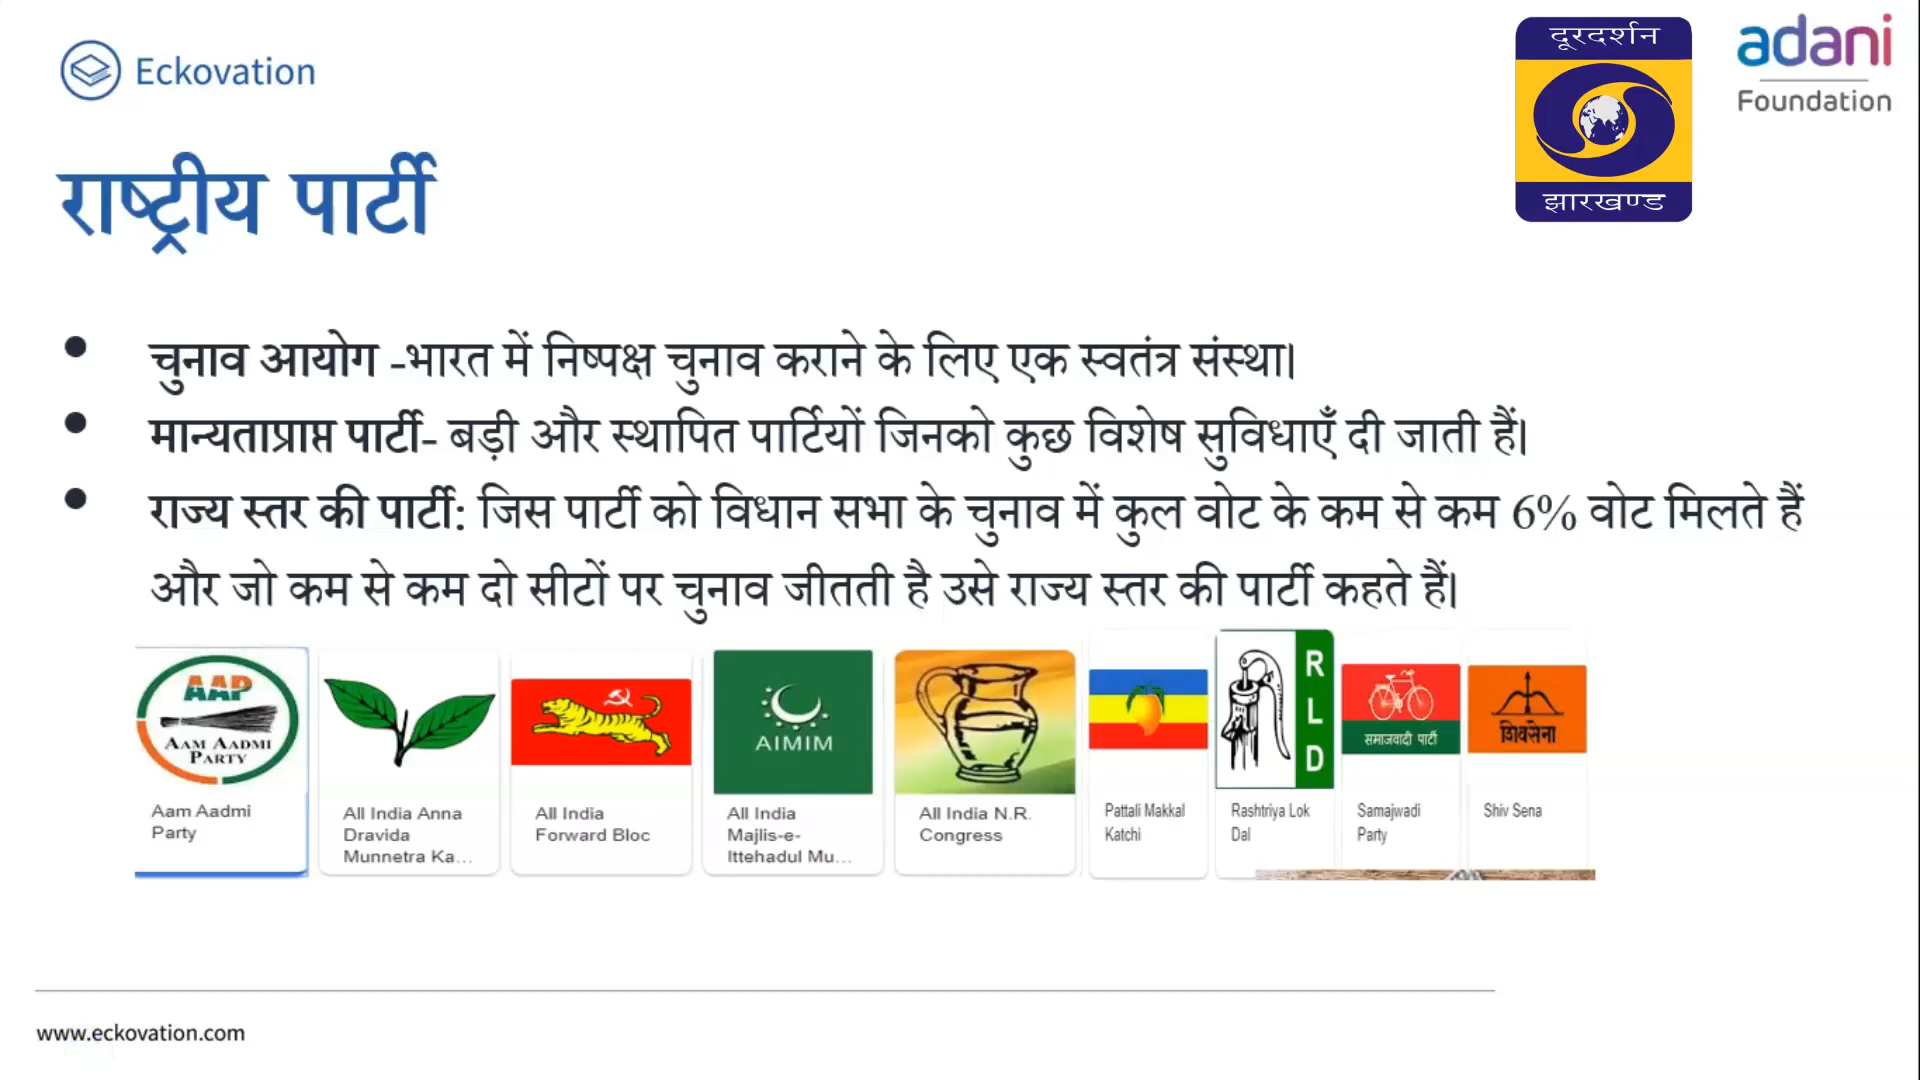 Eckovation
दूरदर्शन
झारखण्ड
adani
Foundation
राष्ट्रीय पार्टी
चुनाव आयोग -भारत में निष्पक्ष चुनाव कराने के लिए एक स्वतंत्र संस्था।
मान्यताप्राप्त पार्टी- बड़ी और स्थापित पार्टियों जिनको कुछ विशेष सुविधाएँ दी जाती हैं।
राज्य स्तर की पार्टी: जिस पार्टी को विधान सभा के चुनाव में कुल वोट के कम से कम 6% वोट मिलते हैं
और जो कम से कम दो सीटों पर चुनाव जीतती है उसे राज्य स्तर की पार्टी कहते हैं।
AAP
AAM AADMI
PARTY
AIMIM
R
L
D
समाजवादी पार्टी
शिवसेना
Aam Aadmi
Party
All India Anna
Dravida
Munnetra Ka...
All India
Forward Bloc
All India
Majlis-e-
Ittehadul Mu...
All India N.R.
Congress
Pattali Makkal
Katchi
Rashtriya Lok
Dal
Samajwadi
Party
Shiv Sena
www.eckovation.com